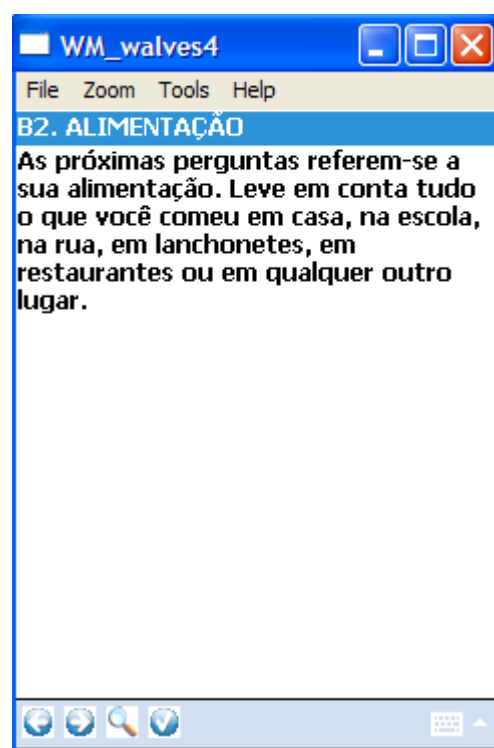 WM_walves4
File Zoom Tools Help
B2. ALIMENTAÇÃO
As próximas perguntas referem-se a
sua alimentação. Leve em conta tudo
o que você comeu em casa, na escola,
na rua, em lanchonetes, em
restaurantes ou em qualquer outro
lugar.